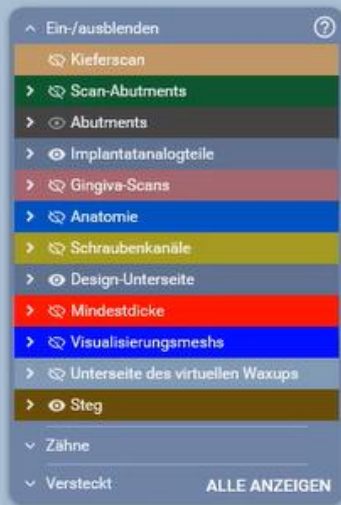 Ein-/ausblenden
Kieferscan
Scan-Abutments
Abutments
Implantatanalogteile
Gingiva-Scans
Anatomie
Schraubenkanäle
Design-Unterseite
Mindestdicke
Visualisierungsmeshs
Unterseite des virtuellen Waxups
Steg
Zähne
Versteckt ALLE ANZEIGEN